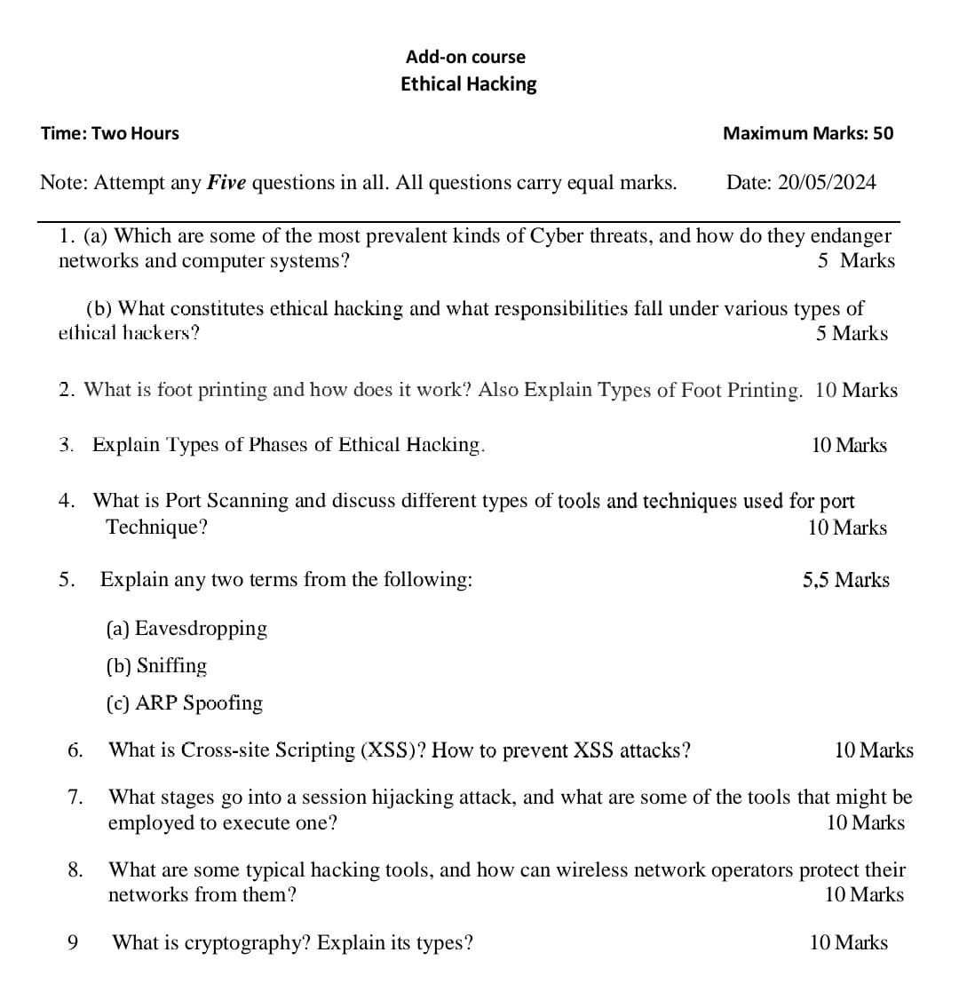 Add-on course
Ethical Hacking
Time: Two Hours Maximum Marks: 50
Note: Attempt any Five questions in all. All questions carry equal marks. Date: 20/05/2024
1. (a) Which are some of the most prevalent kinds of Cyber threats, and how do they endanger
networks and computer systems? 5 Marks
(b) What constitutes ethical hacking and what responsibilities fall under various types of
ethical hackers? 5 Marks
2. What is foot printing and how does it work? Also Explain Types of Foot Printing. 10 Marks
3. Explain Types of Phases of Ethical Hacking. 10 Marks
4. What is Port Scanning and discuss different types of tools and techniques used for port
Technique? 10 Marks
5. Explain any two terms from the following: 5,5 Marks
(a) Eavesdropping
(b) Sniffing
(c) ARP Spoofing
6. What is Cross-site Scripting (XSS)? How to prevent XSS attacks? 10 Marks
7. What stages go into a session hijacking attack, and what are some of the tools that might be
employed to execute one? 10 Marks
8. What are some typical hacking tools, and how can wireless network operators protect their
networks from them? 10 Marks
9 What is cryptography? Explain its types? 10 Marks